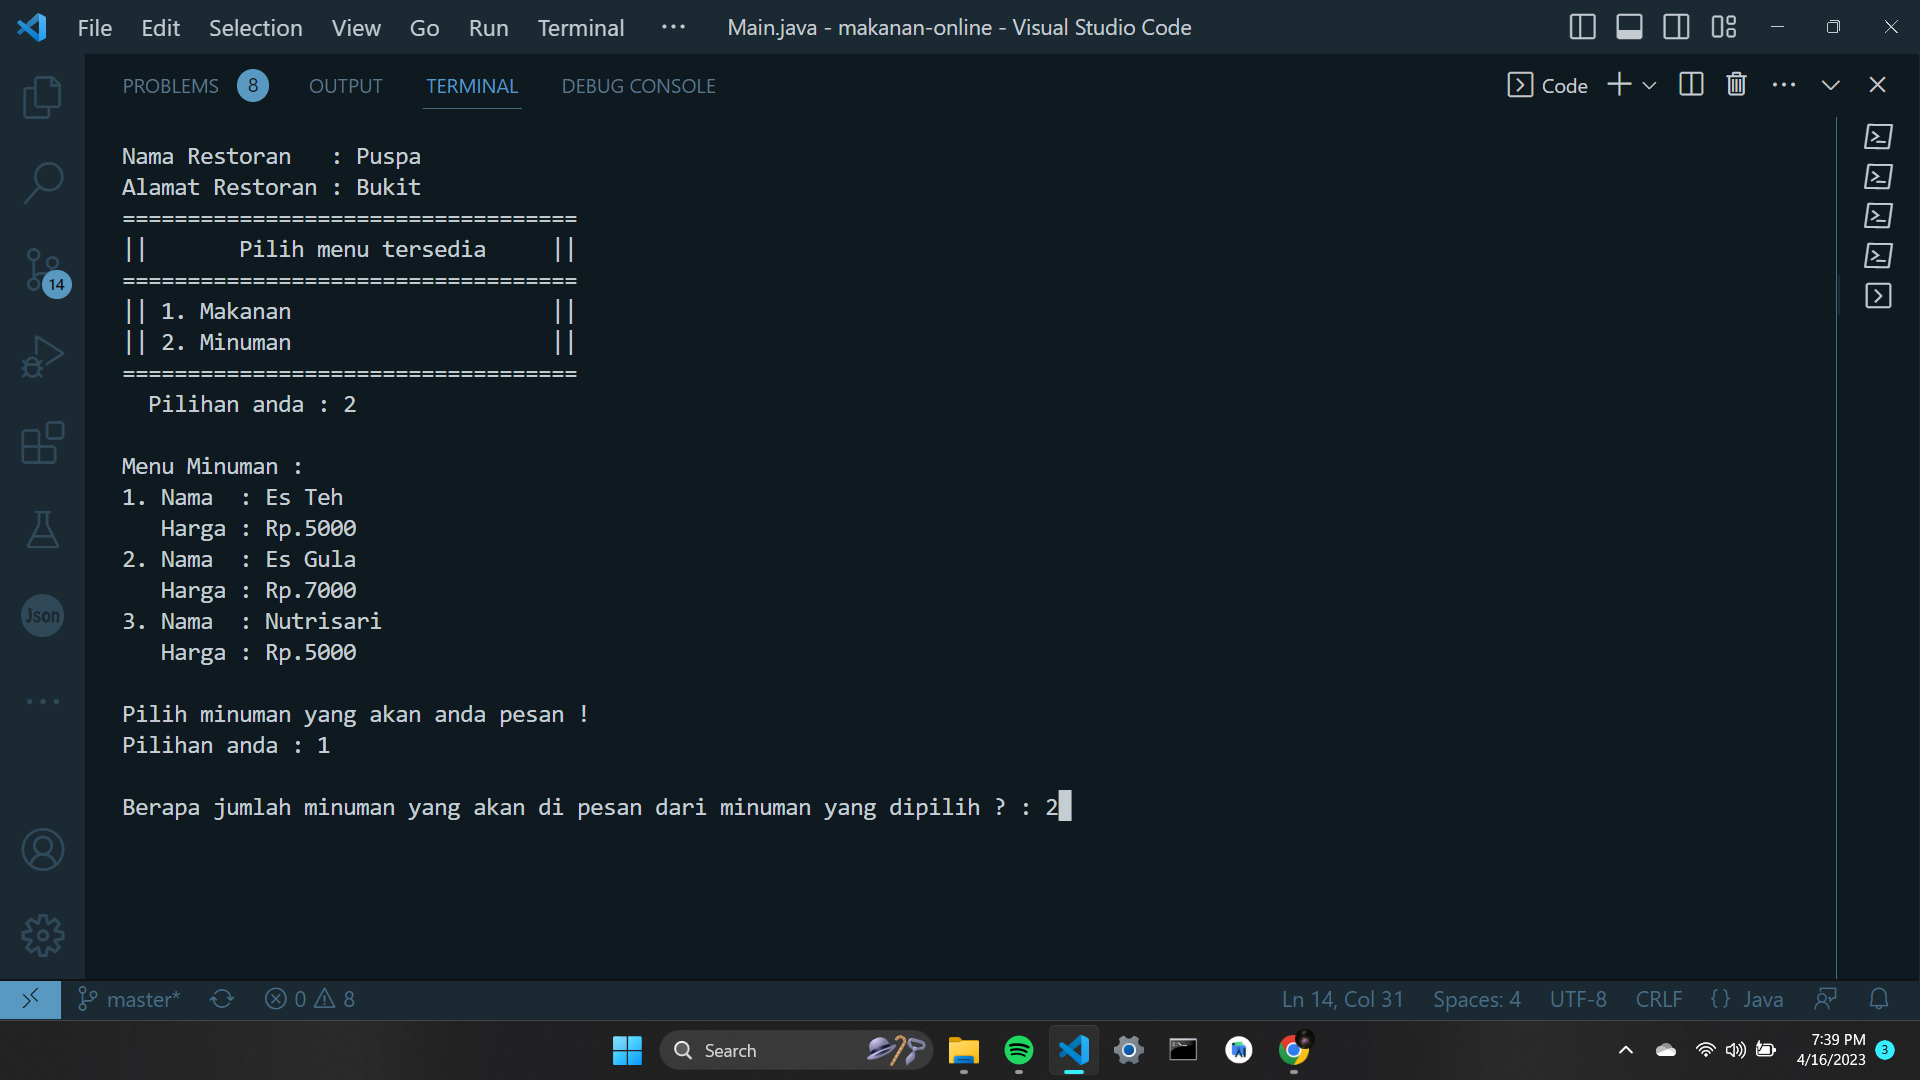 File Edit Selection View Go Run Terminal ··· Main.java - makanan-online - Visual Studio Code
PROBLEMS 8 OUTPUT TERMINAL DEBUG CONSOLE Code
Nama Restoran   : Puspa
Alamat Restoran : Bukit
===================================
||       Pilih menu tersedia     ||
===================================
|| 1. Makanan                    ||
|| 2. Minuman                    ||
===================================
  Pilihan anda : 2
Menu Minuman :
1. Nama  : Es Teh
   Harga : Rp.5000
2. Nama  : Es Gula
   Harga : Rp.7000
3. Nama  : Nutrisari
   Harga : Rp.5000
Pilih minuman yang akan anda pesan !
Pilihan anda : 1
Berapa jumlah minuman yang akan di pesan dari minuman yang dipilih ? : 2
14
Json
master* 0 8 Ln 14, Col 31 Spaces: 4 UTF-8 CRLF {} Java
Search
7:39 PM
4/16/2023 3